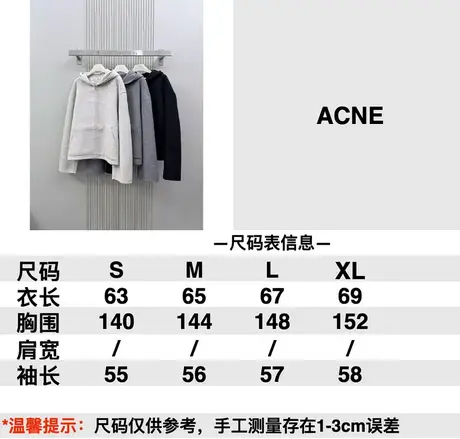 ACNE
—尺码表信息—
尺码 S M L XL
衣长 63 65 67 69
胸围 140 144 148 152
肩宽 / / / /
袖长 55 56 57 58
*温馨提示：尺码仅供参考，手工测量存在1-3cm误差